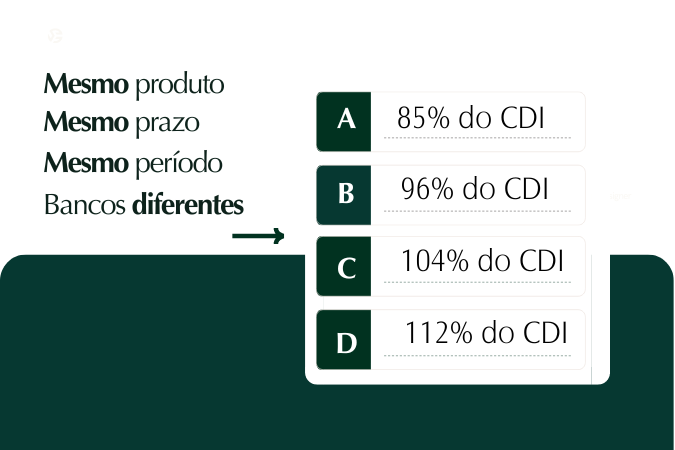 Mesmo produto
Mesmo prazo
Mesmo período
Bancos diferentes
A 85% do CDI
B 96% do CDI
C 104% do CDI
D 112% do CDI